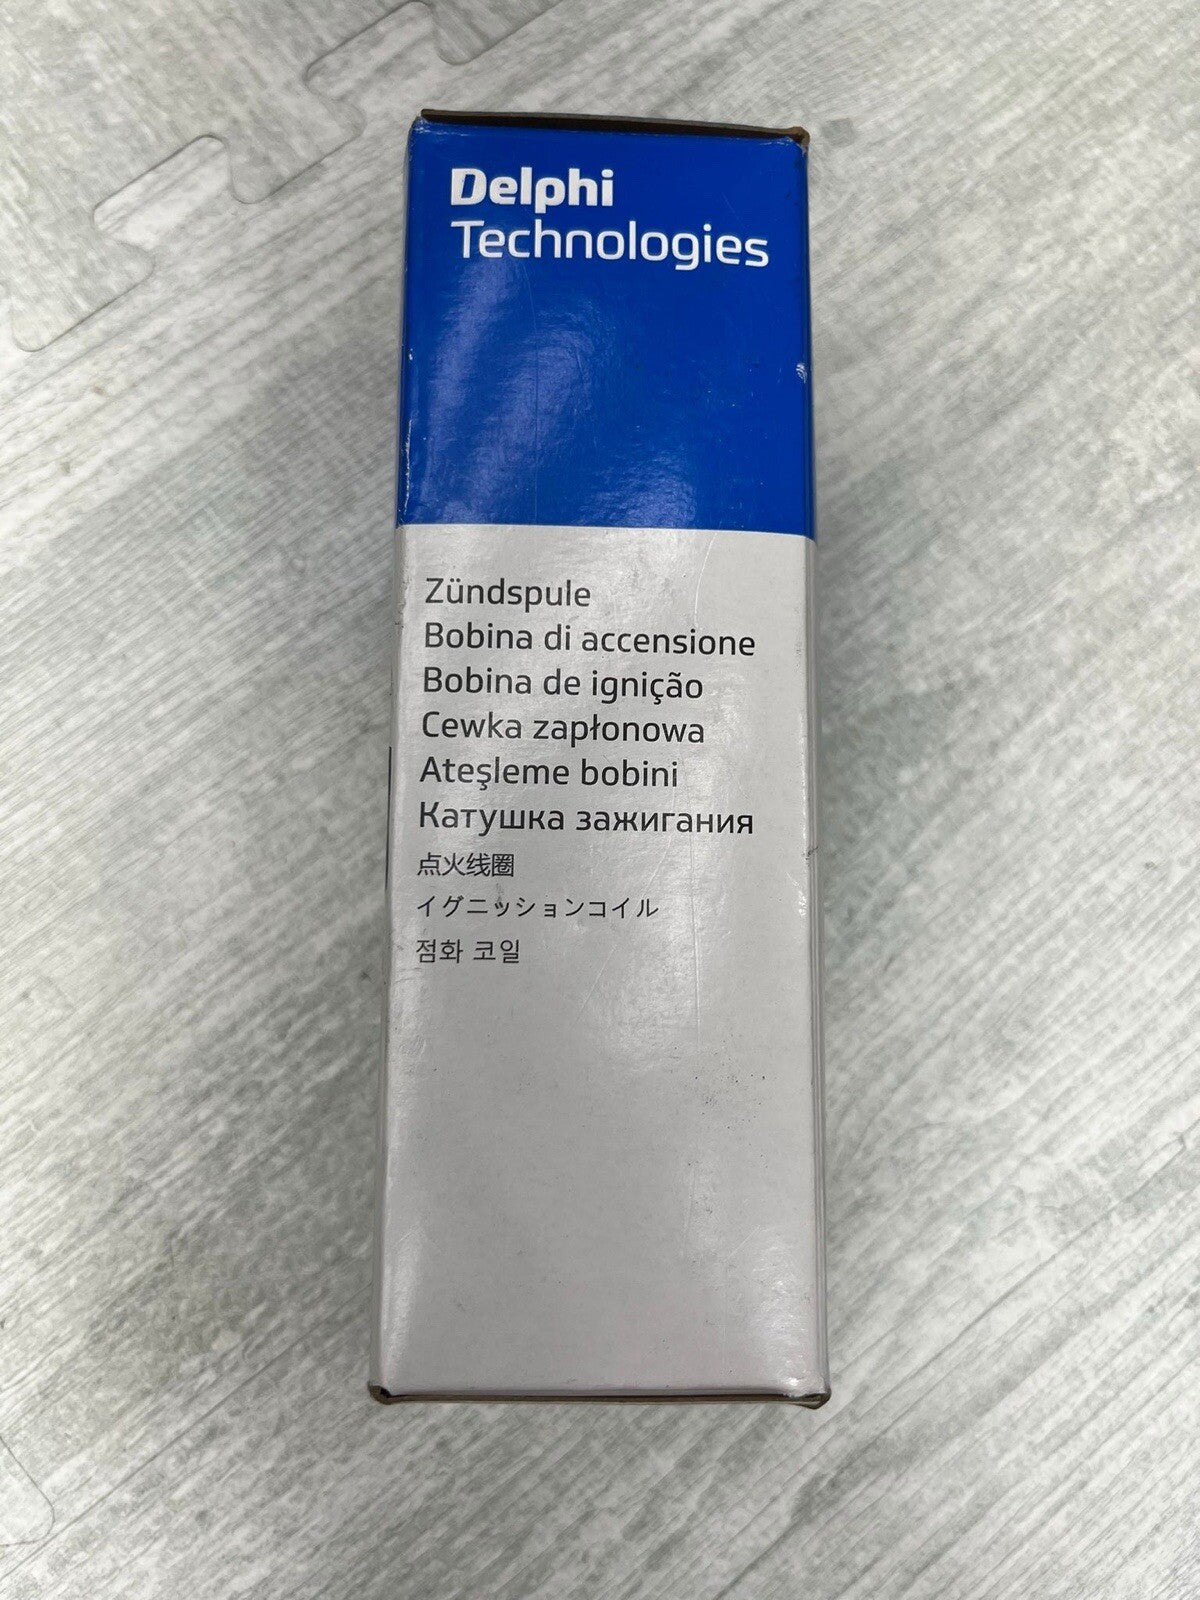 Delphi
Technologies
Zündspule
Bobina di accensione
Bobina de ignição
Cewka zapłonowa
Ateşleme bobini
Катушка зажигания
点火线圈
イグニッションコイル
점화 코일